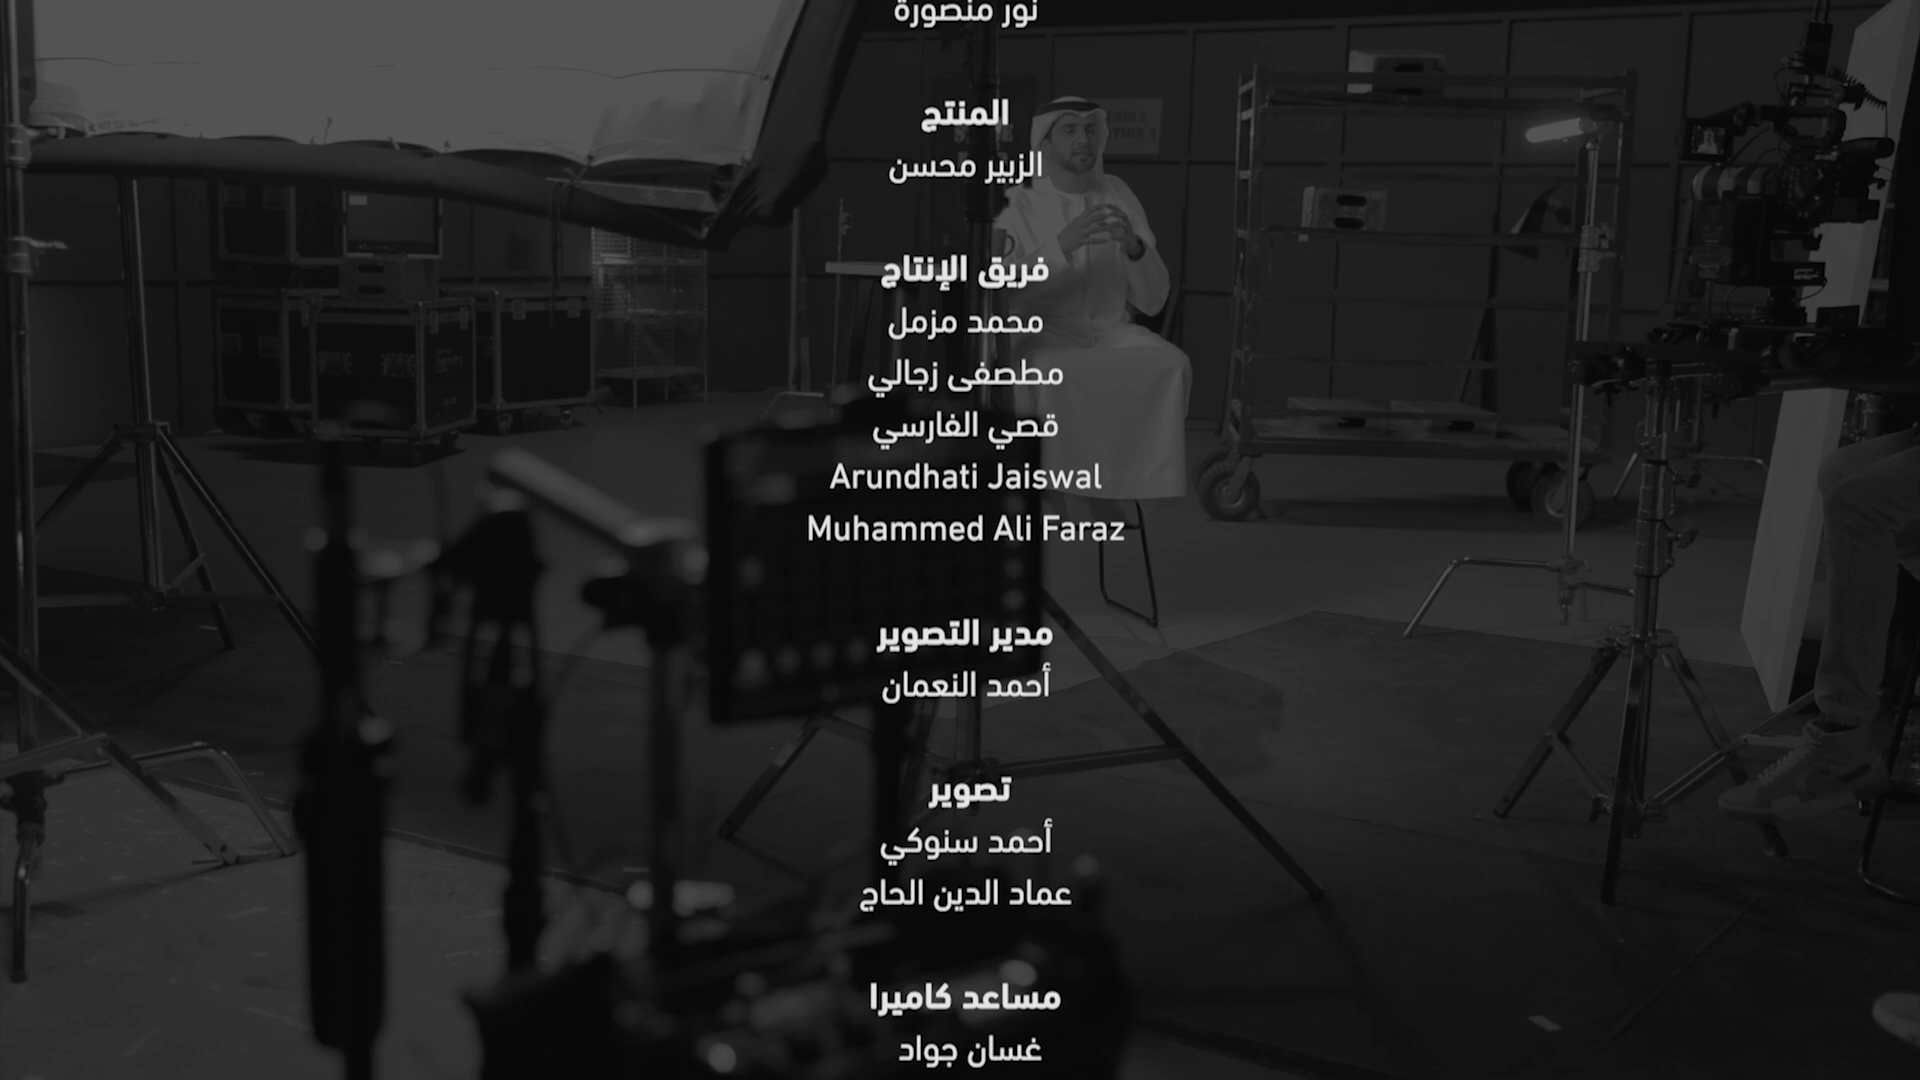 نور منصورة
المنتج
الزبير محسن
فريق الإنتاج
محمد مزمل
مطصفى زجالي
قصي الفارسي
Arundhati Jaiswal
Muhammed Ali Faraz
مدير التصوير
أحمد النعمان
تصوير
أحمد سنوكي
عماد الدين الحاج
مساعد كاميرا
غسان جواد